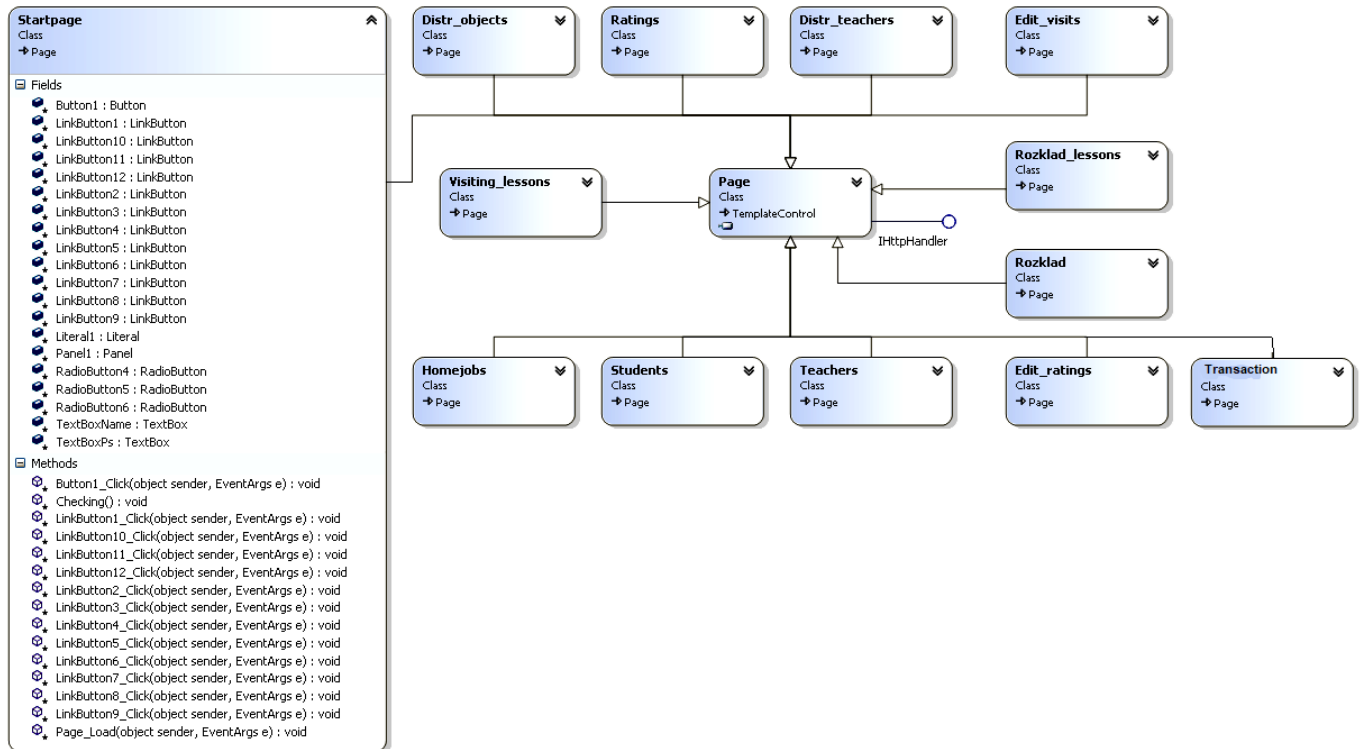 Startpage
Class
Page
Fields
Button1 : Button
LinkButton1 : LinkButton
LinkButton10 : LinkButton
LinkButton11 : LinkButton
LinkButton12 : LinkButton
LinkButton2 : LinkButton
LinkButton3 : LinkButton
LinkButton4 : LinkButton
LinkButton5 : LinkButton
LinkButton6 : LinkButton
LinkButton7 : LinkButton
LinkButton8 : LinkButton
LinkButton9 : LinkButton
Literal1 : Literal
Panel1 : Panel
RadioButton4 : RadioButton
RadioButton5 : RadioButton
RadioButton6 : RadioButton
TextBoxName : TextBox
TextBoxPs : TextBox
Methods
Button1_Click(object sender, EventArgs e) : void
Checking() : void
LinkButton1_Click(object sender, EventArgs e) : void
LinkButton10_Click(object sender, EventArgs e) : void
LinkButton11_Click(object sender, EventArgs e) : void
LinkButton12_Click(object sender, EventArgs e) : void
LinkButton2_Click(object sender, EventArgs e) : void
LinkButton3_Click(object sender, EventArgs e) : void
LinkButton4_Click(object sender, EventArgs e) : void
LinkButton5_Click(object sender, EventArgs e) : void
LinkButton6_Click(object sender, EventArgs e) : void
LinkButton7_Click(object sender, EventArgs e) : void
LinkButton8_Click(object sender, EventArgs e) : void
LinkButton9_Click(object sender, EventArgs e) : void
Page_Load(object sender, EventArgs e) : void
Distr_objects
Class
Page
Ratings
Class
Page
Distr_teachers
Class
Page
Edit_visits
Class
Page
Visiting_lessons
Class
Page
Page
Class
TemplateControl
IHttpHandler
Rozklad_lessons
Class
Page
Rozklad
Class
Page
Homejobs
Class
Page
Students
Class
Page
Teachers
Class
Page
Edit_ratings
Class
Page
Transaction
Class
Page